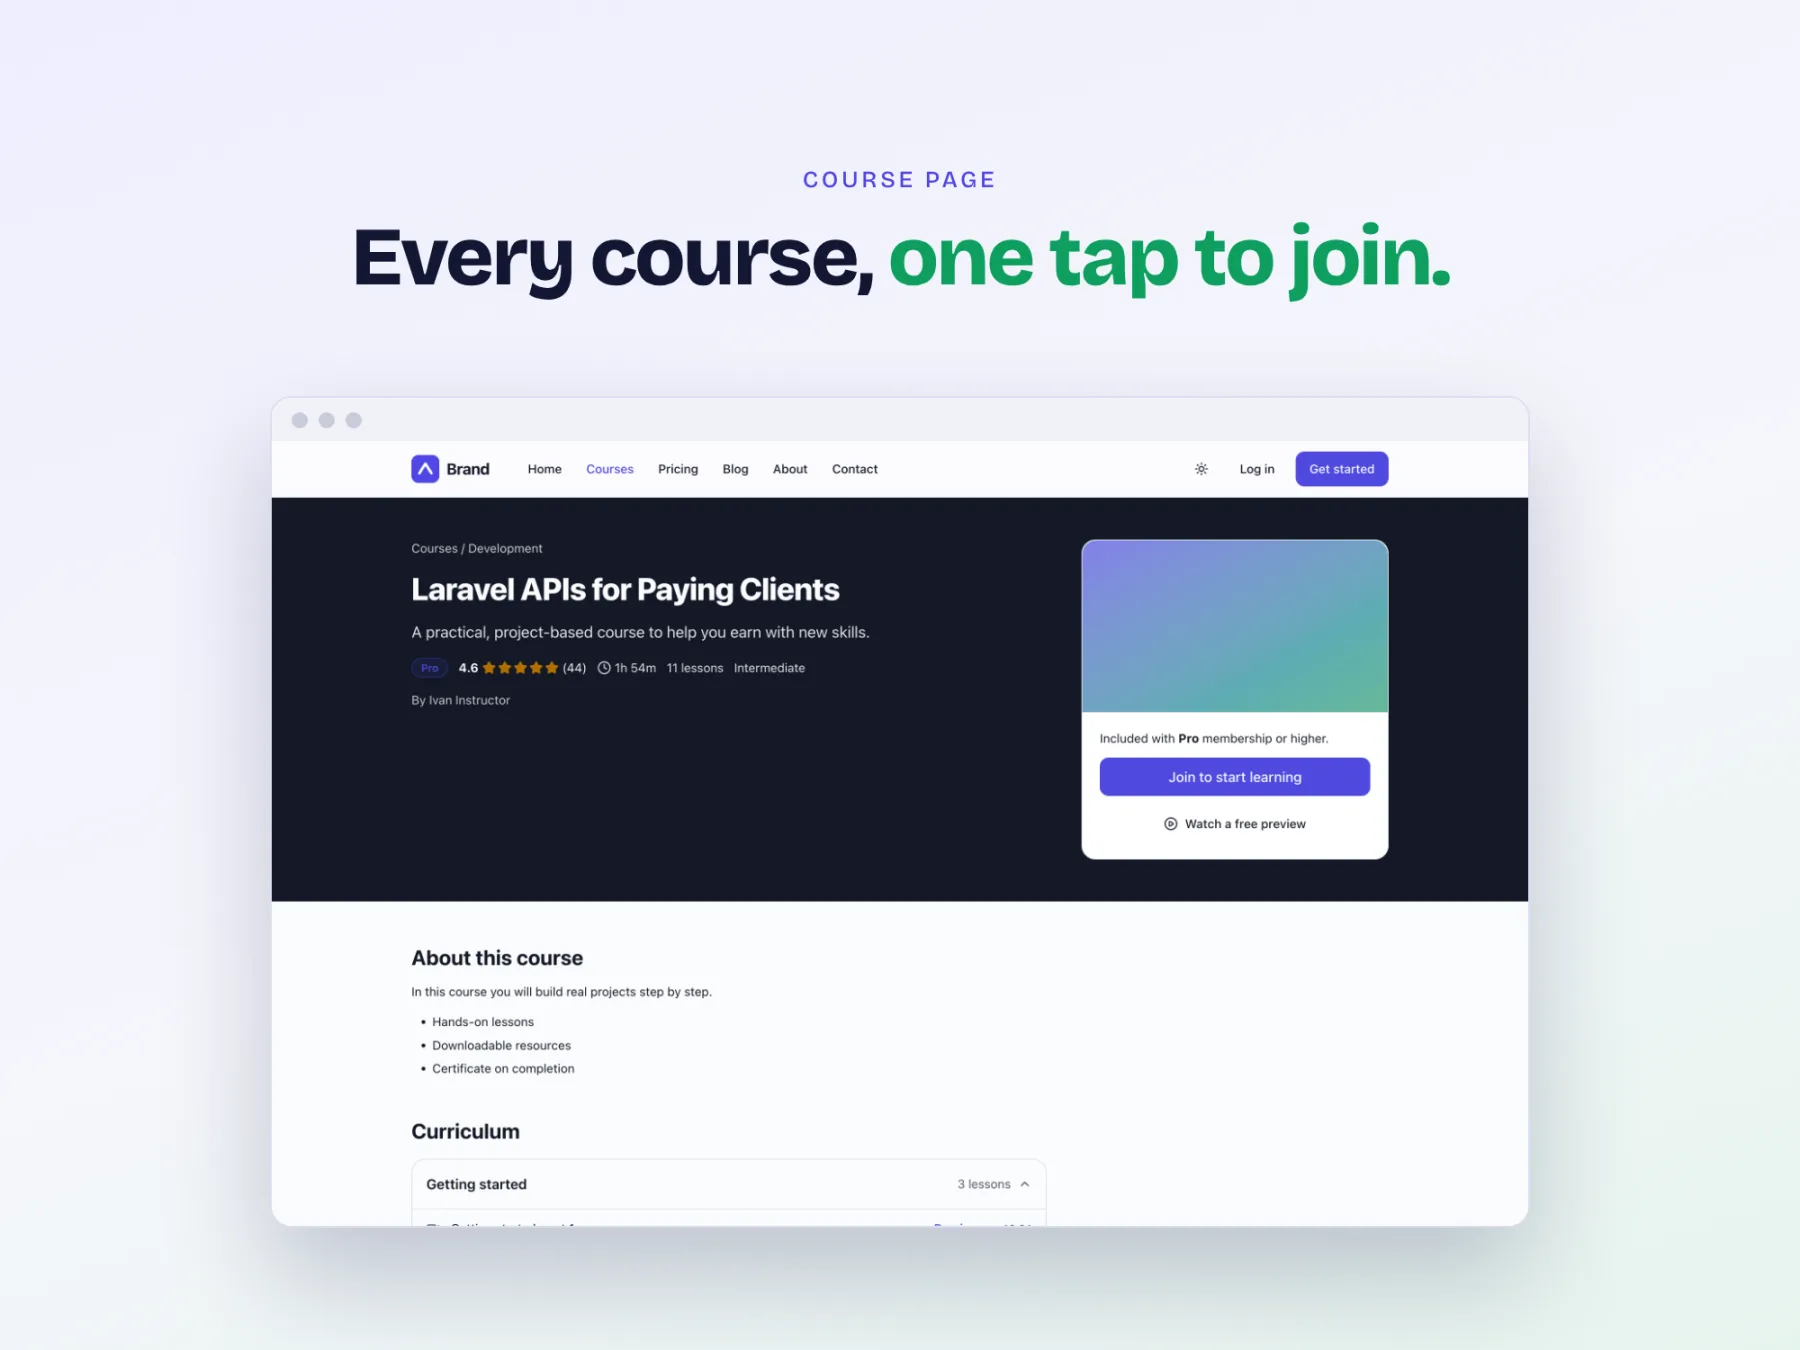 COURSE PAGE
Every course, one tap to join.
Brand Home Courses Pricing Blog About Contact Log in Get started
Courses / Development
Laravel APIs for Paying Clients
A practical, project-based course to help you earn with new skills.
Pro 4.6 (44) 1h 54m 11 lessons Intermediate
By Ivan Instructor
Included with Pro membership or higher.
Join to start learning
Watch a free preview
About this course
In this course you will build real projects step by step.
• Hands-on lessons
• Downloadable resources
• Certificate on completion
Curriculum
Getting started 3 lessons